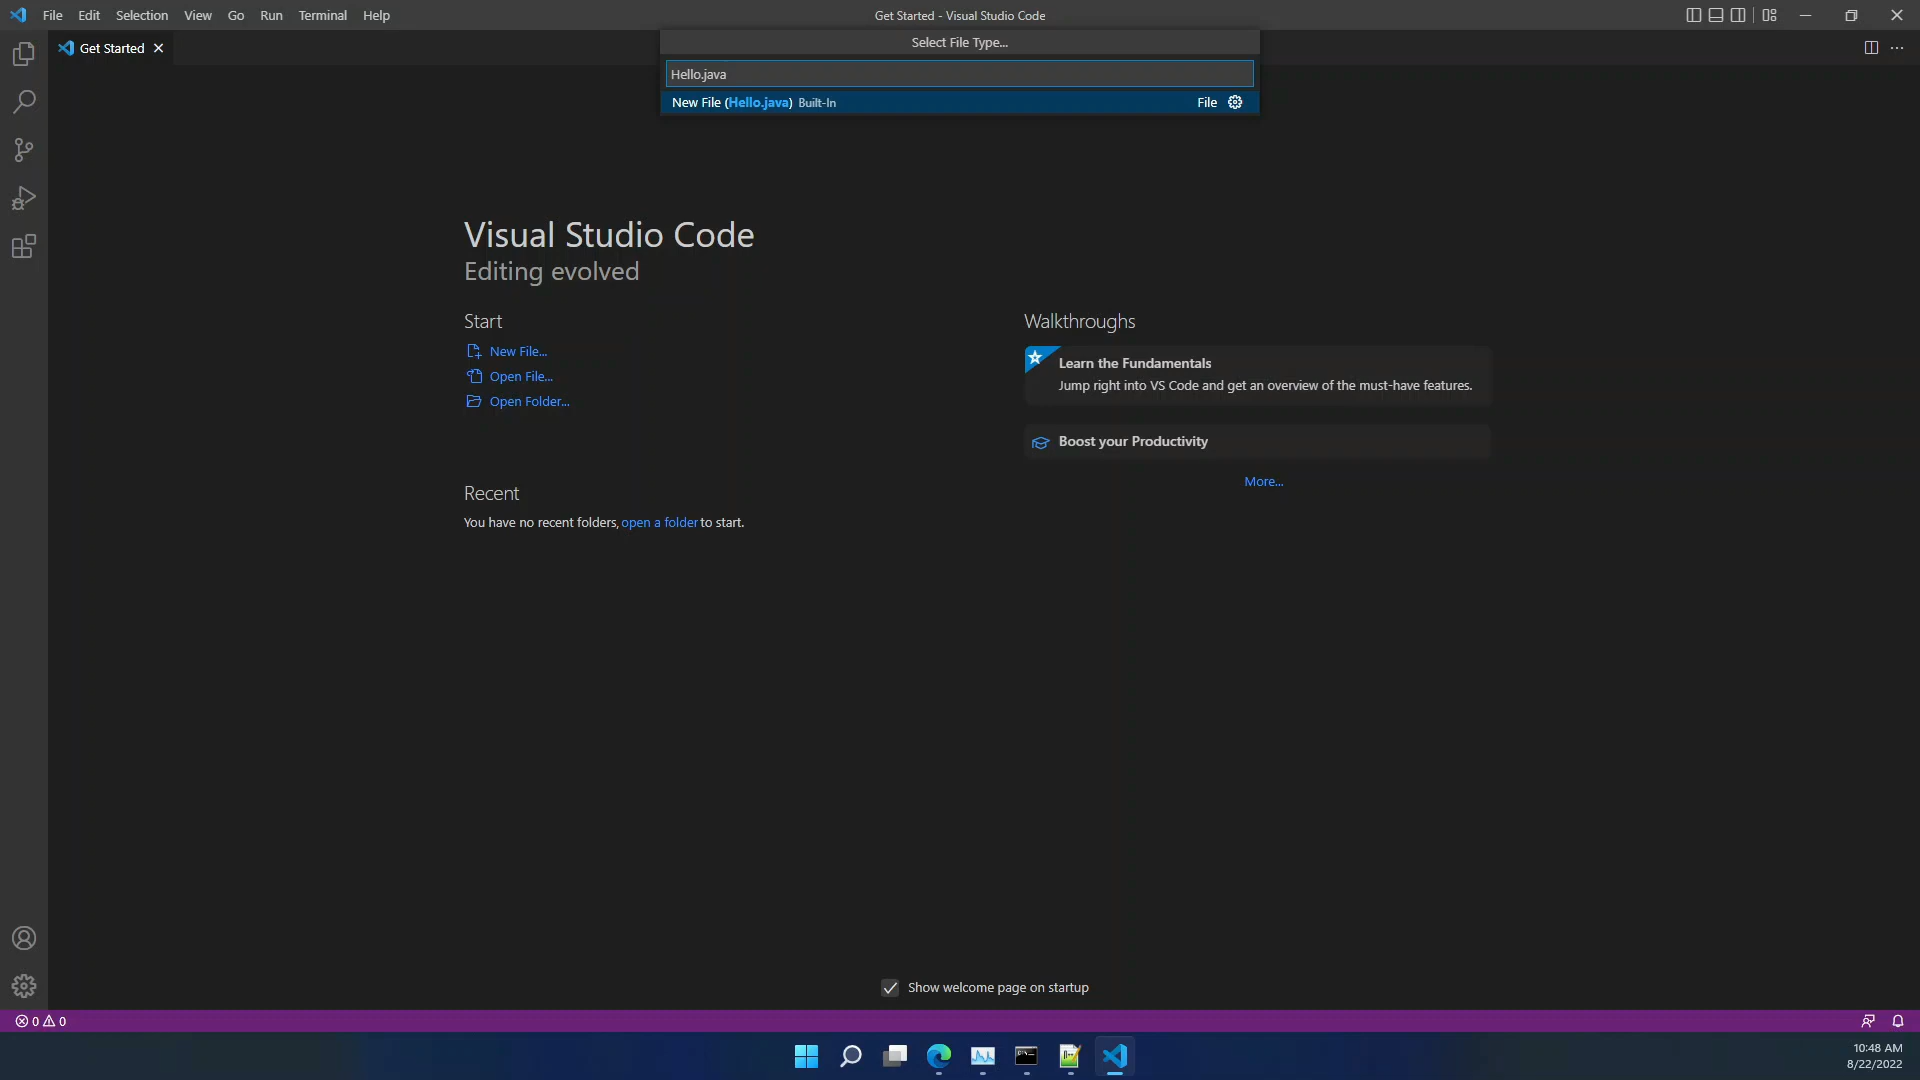 File Edit Selection View Go Run Terminal Help
Get Started - Visual Studio Code
Get Started
Select File Type...
Hello.java
New File (Hello.java) Built-In File
Visual Studio Code
Editing evolved
Start
New File...
Open File...
Open Folder...
Recent
You have no recent folders, open a folder to start.
Walkthroughs
Learn the Fundamentals
Jump right into VS Code and get an overview of the must-have features.
Boost your Productivity
More...
Show welcome page on startup
0 0
10:48 AM
8/22/2022